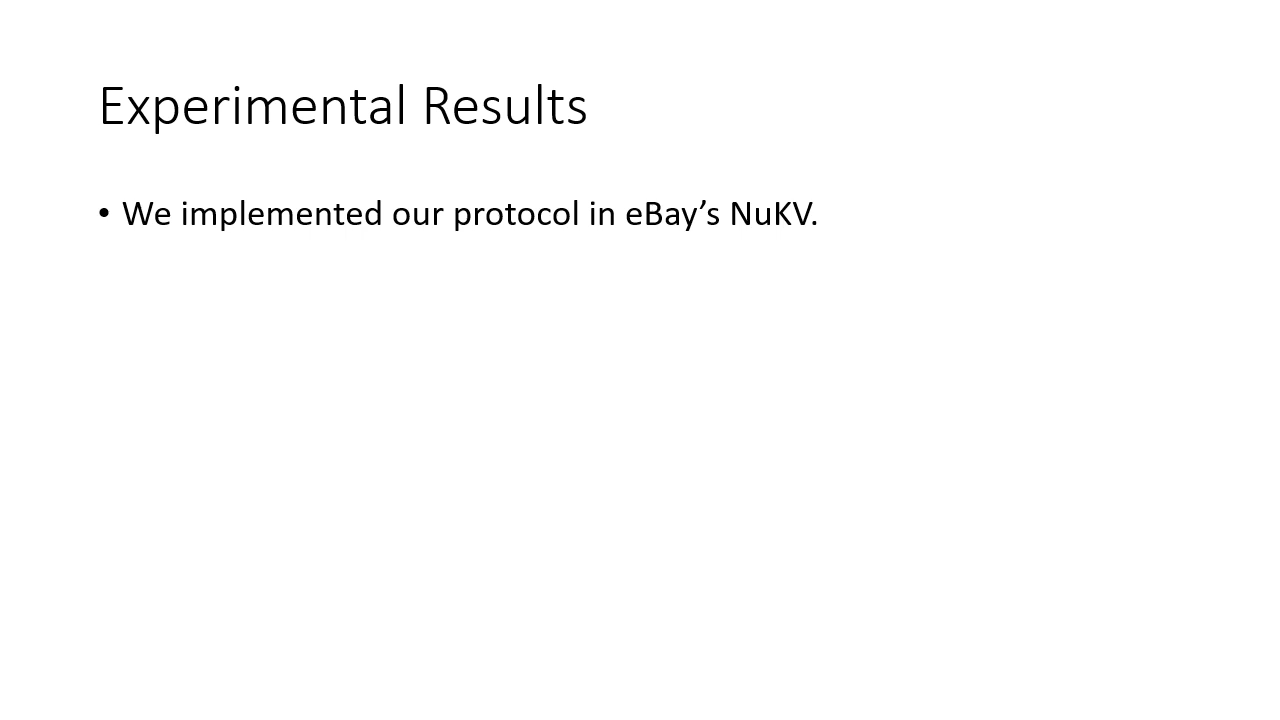 Experimental Results
• We implemented our protocol in eBay’s NuKV.